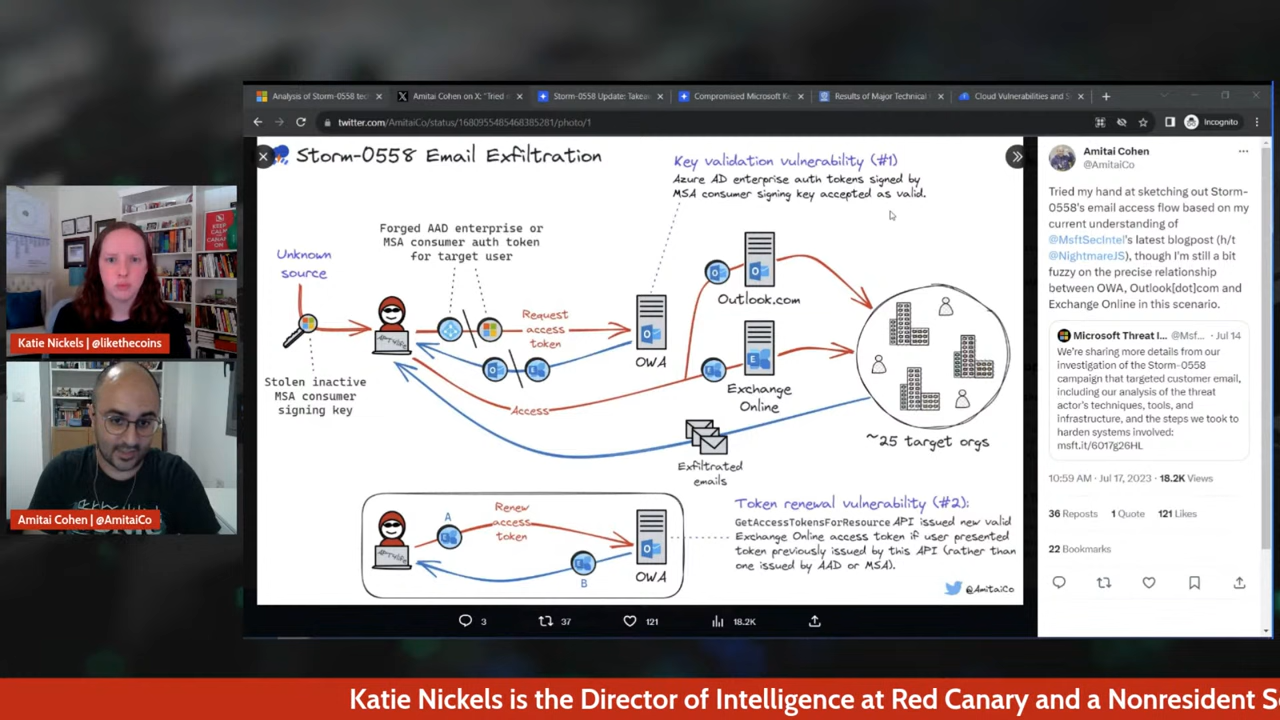 Analysis of Storm-0558 tec
Amitai Cohen on X: "Tried
Storm-0558 Update: Takea
Compromised Microsoft Ke
Results of Major Technical
Cloud Vulnerabilities and S
twitter.com/AmitaiCo/status/1680955485468385281/photo/1
Incognito
Storm-0558 Email Exfiltration
Key validation vulnerability (#1)
Azure AD enterprise auth tokens signed by
MSA consumer signing key accepted as valid.
Forged AAD enterprise or
MSA consumer auth token
for target user
Unknown
source
Request
access
token
Outlook.com
OWA
Exchange
Online
Stolen inactive
MSA consumer
signing key
Access
~25 target orgs
Exfiltrated
emails
Renew
access
token
A
B
OWA
Token renewal vulnerability (#2):
GetAccessTokensForResource API issued new valid
Exchange Online access token if user presented
token previously issued by this API (rather than
one issued by AAD or MSA).
@AmitaiCo
3
37
121
18.2K
Amitai Cohen
@AmitaiCo
Tried my hand at sketching out Storm-
0558's email access flow based on my
current understanding of
@MsftSecIntel's latest blogpost (h/t
@NightmareJS), though I'm still a bit
fuzzy on the precise relationship
between OWA, Outlook[dot]com and
Exchange Online in this scenario.
Microsoft Threat I... @Msf... · Jul 14
We're sharing more details from our
investigation of the Storm-0558
campaign that targeted customer email,
including our analysis of the threat
actor's techniques, tools, and
infrastructure, and the steps we took to
harden systems involved:
msft.it/6017g26HL
10:59 AM · Jul 17, 2023 · 18.2K Views
36 Reposts 1 Quote 121 Likes
22 Bookmarks
KEEP
CALM
Katie Nickels | @likethecoins
Amitai Cohen | @AmitaiCo
Katie Nickels is the Director of Intelligence at Red Canary and a Nonresident S